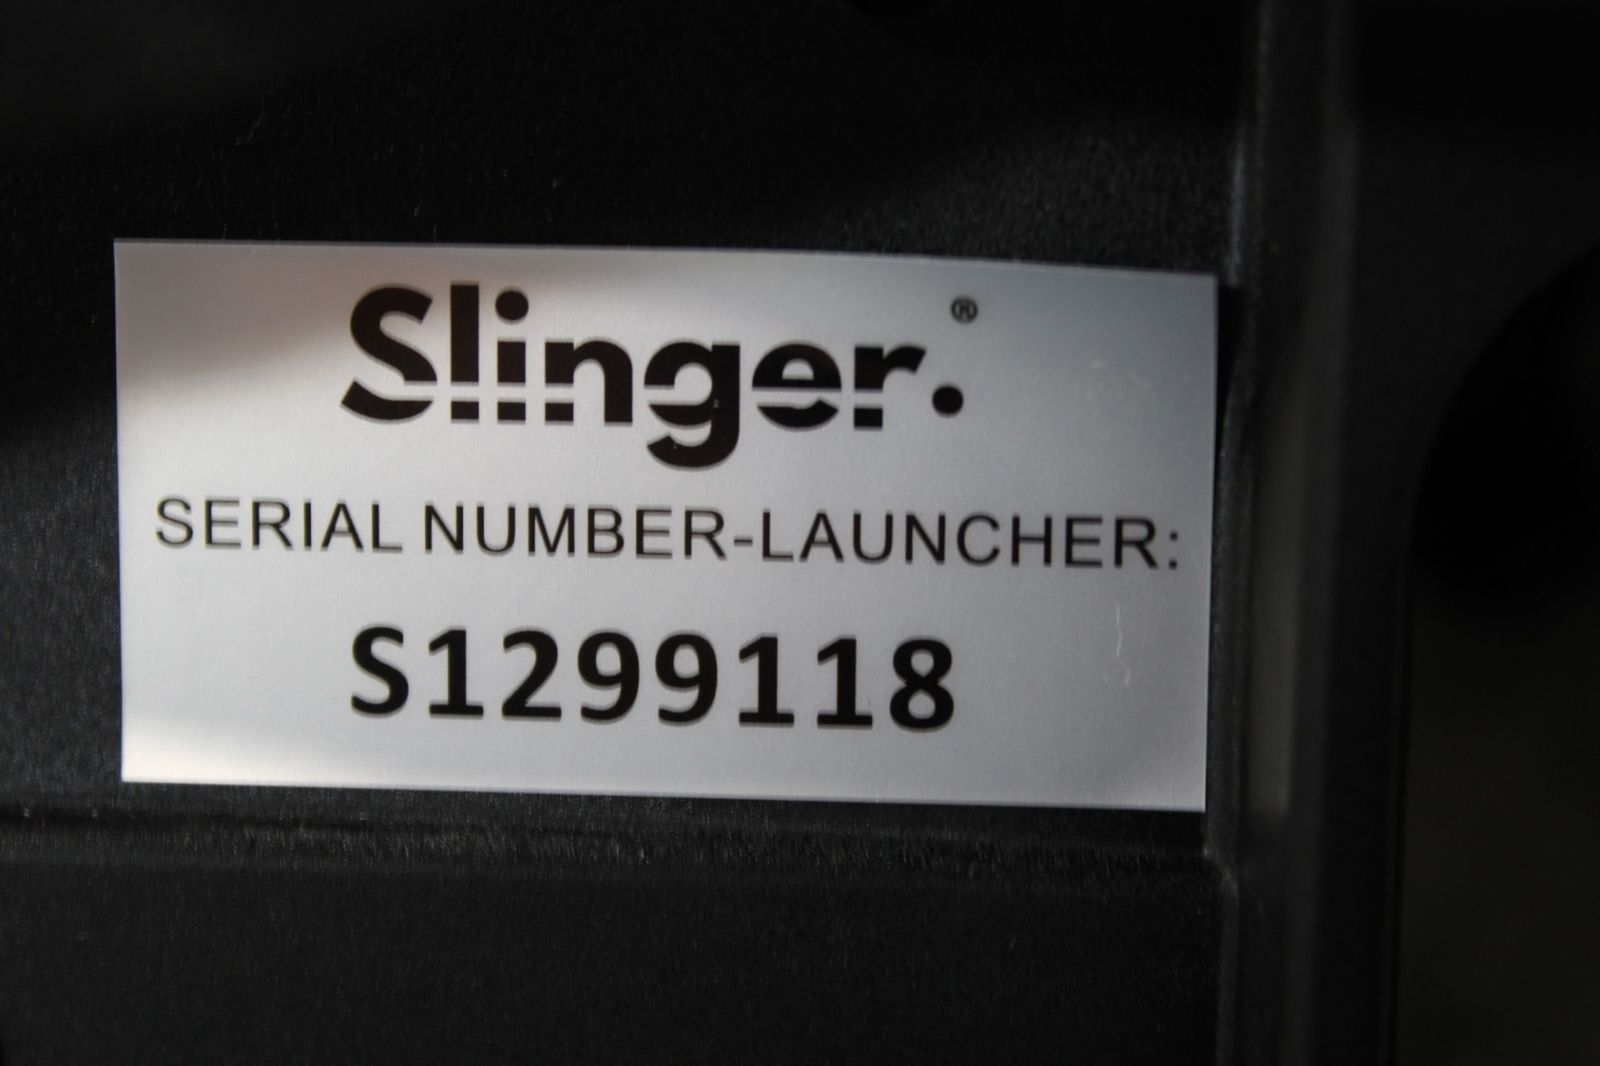 Slinger.®
SERIAL NUMBER-LAUNCHER:
S1299118